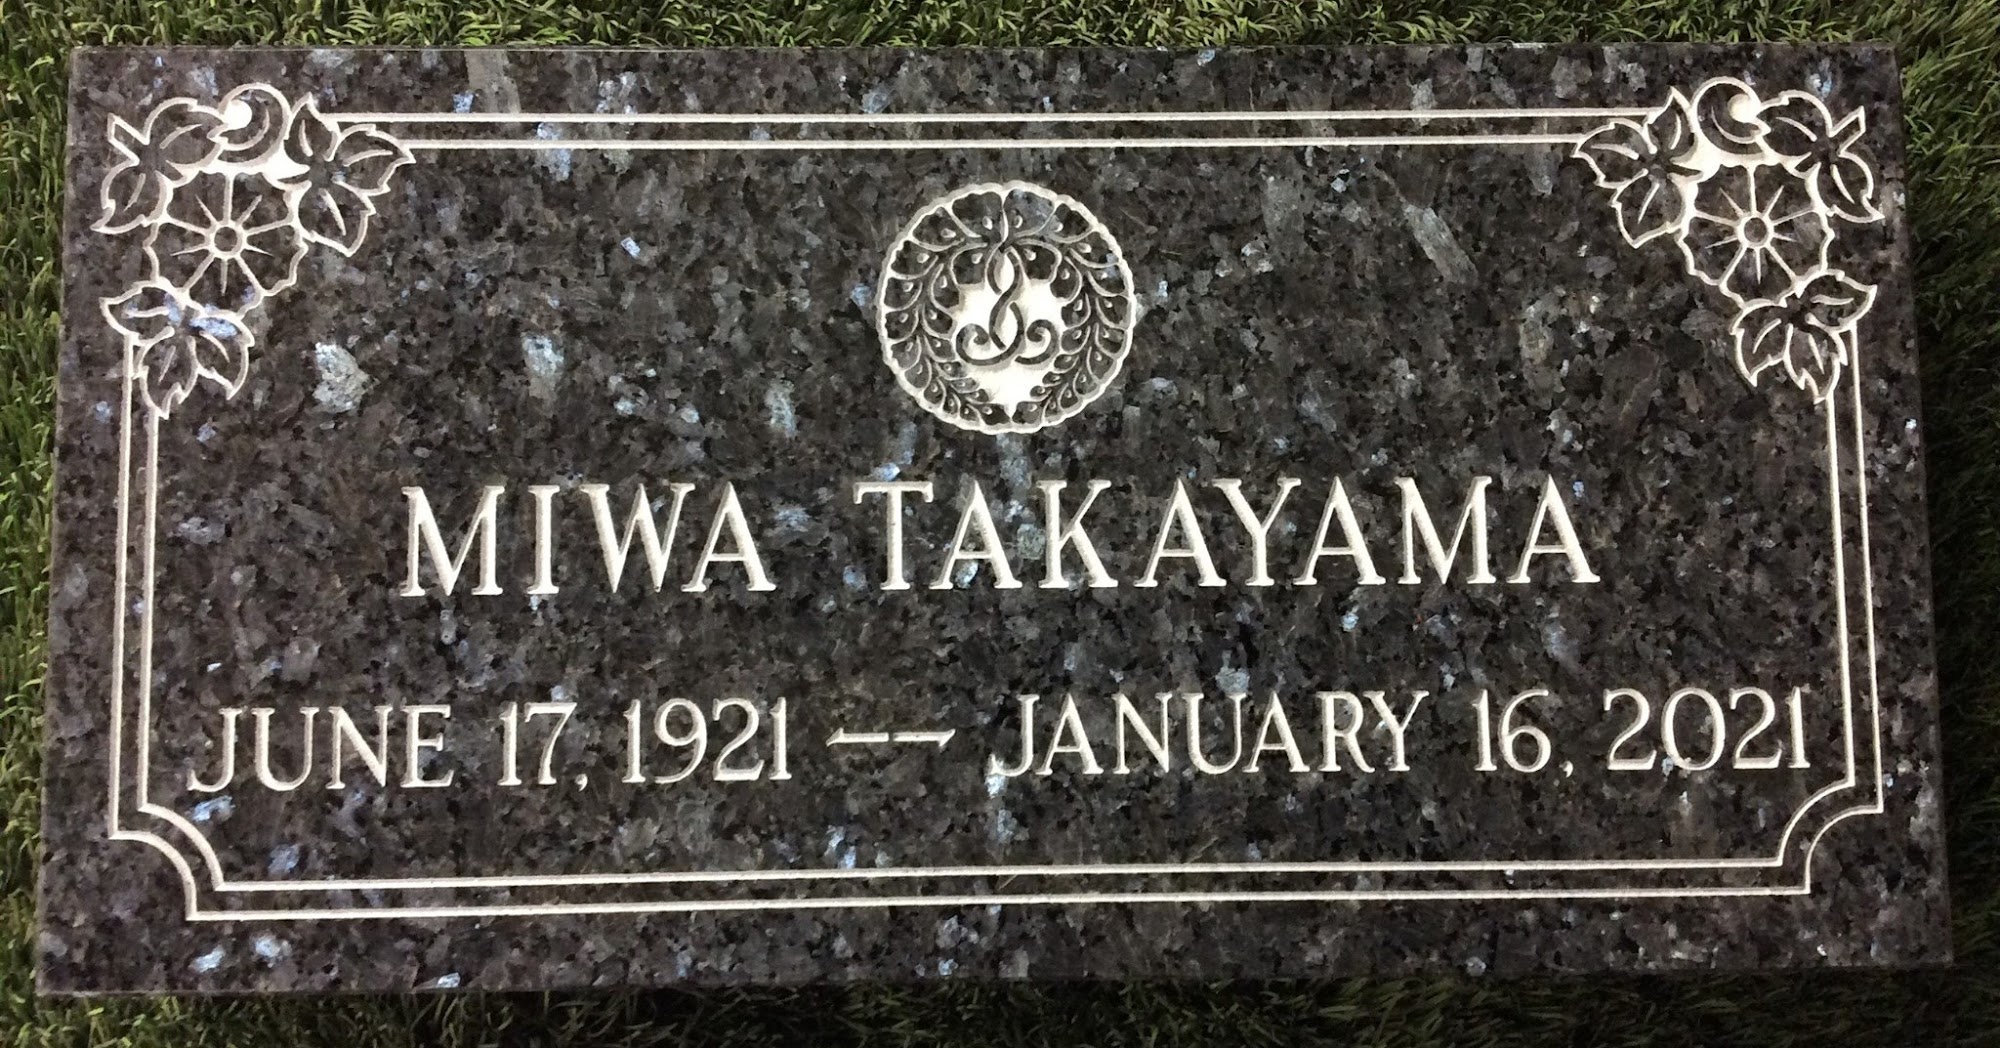 MIWA TAKAYAMA
JUNE 17, 1921 –– JANUARY 16, 2021